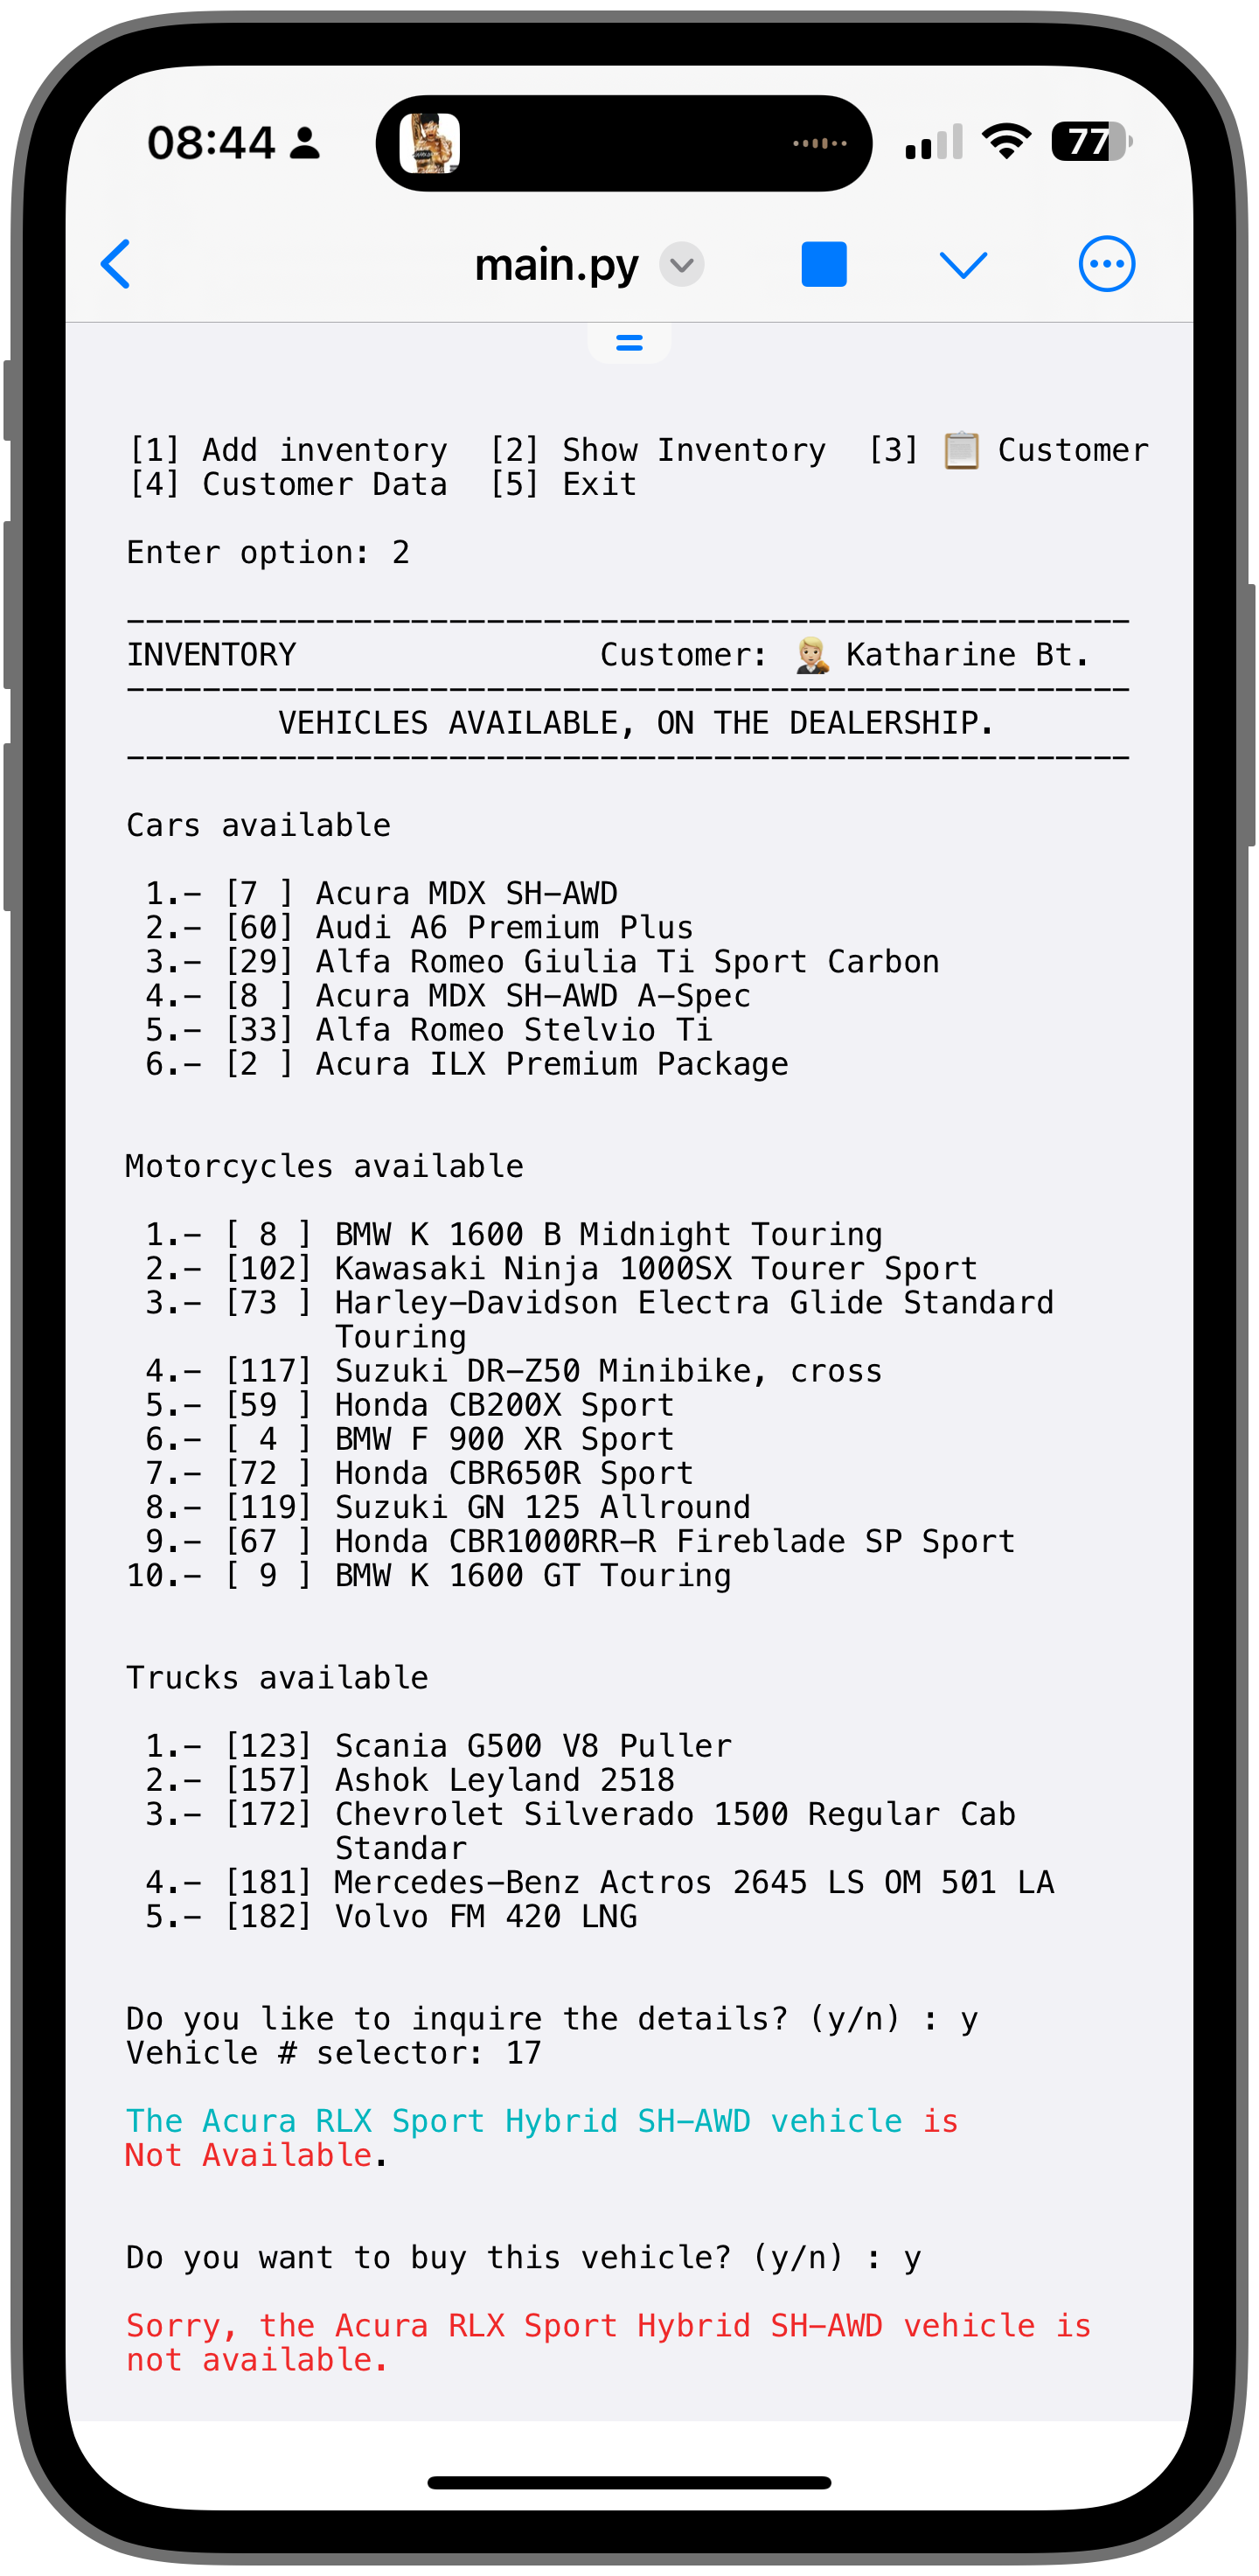 08:44 77
main.py
[1] Add inventory [2] Show Inventory [3] 📋 Customer
[4] Customer Data [5] Exit
Enter option: 2
-----------------------------------------------------
INVENTORY Customer: 🤵🏼 Katharine Bt.
-----------------------------------------------------
VEHICLES AVAILABLE, ON THE DEALERSHIP.
-----------------------------------------------------
Cars available
1.- [7 ] Acura MDX SH-AWD
2.- [60] Audi A6 Premium Plus
3.- [29] Alfa Romeo Giulia Ti Sport Carbon
4.- [8 ] Acura MDX SH-AWD A-Spec
5.- [33] Alfa Romeo Stelvio Ti
6.- [2 ] Acura ILX Premium Package
Motorcycles available
1.- [ 8 ] BMW K 1600 B Midnight Touring
2.- [102] Kawasaki Ninja 1000SX Tourer Sport
3.- [73 ] Harley-Davidson Electra Glide Standard
Touring
4.- [117] Suzuki DR-Z50 Minibike, cross
5.- [59 ] Honda CB200X Sport
6.- [ 4 ] BMW F 900 XR Sport
7.- [72 ] Honda CBR650R Sport
8.- [119] Suzuki GN 125 Allround
9.- [67 ] Honda CBR1000RR-R Fireblade SP Sport
10.- [ 9 ] BMW K 1600 GT Touring
Trucks available
1.- [123] Scania G500 V8 Puller
2.- [157] Ashok Leyland 2518
3.- [172] Chevrolet Silverado 1500 Regular Cab
Standar
4.- [181] Mercedes-Benz Actros 2645 LS OM 501 LA
5.- [182] Volvo FM 420 LNG
Do you like to inquire the details? (y/n) : y
Vehicle # selector: 17
The Acura RLX Sport Hybrid SH-AWD vehicle is
Not Available.
Do you want to buy this vehicle? (y/n) : y
Sorry, the Acura RLX Sport Hybrid SH-AWD vehicle is
not available.